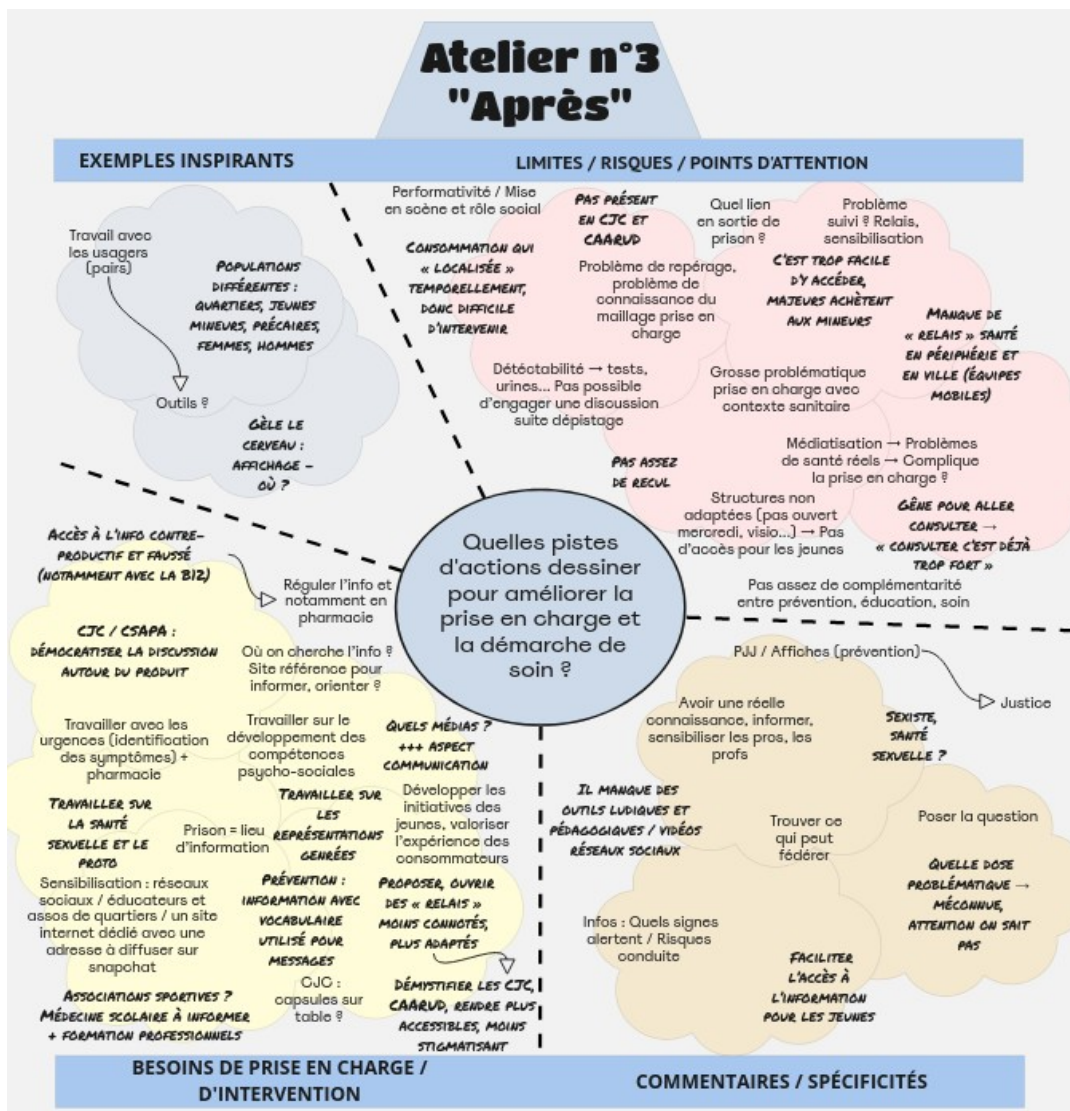 Atelier n°3
"Après"
EXEMPLES INSPIRANTS
LIMITES / RISQUES / POINTS D'ATTENTION
Travail avec
les usagers
(pairs)
POPULATIONS
DIFFÉRENTES :
QUARTIERS, JEUNES
MINEURS, PRÉCAIRES,
FEMMES, HOMMES
Outils ?
GÈLE LE
CERVEAU :
AFFICHAGE –
OÙ ?
Performativité / Mise
en scène et rôle social
PAS PRÉSENT
EN CJC ET
CAARUD
Quel lien
en sortie de
prison ?
Problème
suivi ? Relais,
sensibilisation
CONSOMMATION QUI
« LOCALISÉE »
TEMPORELLEMENT,
DONC DIFFICILE
D'INTERVENIR
Problème de repérage,
problème de
connaissance du
maillage prise en
charge
C'EST TROP FACILE
D'Y ACCÉDER,
MAJEURS ACHÈTENT
AUX MINEURS
MANQUE DE
« RELAIS » SANTÉ
EN PÉRIPHÉRIE ET
EN VILLE (ÉQUIPES
MOBILES)
Détéctabilité → tests,
urines... Pas possible
d'engager une discussion
suite dépistage
Grosse problématique
prise en charge avec
contexte sanitaire
PAS ASSEZ
DE RECUL
Médiatisation → Problèmes
de santé réels → Complique
la prise en charge ?
Structures non
adaptées (pas ouvert
mercredi, visio...) → Pas
d'accès pour les jeunes
GÊNE POUR ALLER
CONSULTER →
« CONSULTER C'EST DÉJÀ
TROP FORT »
Pas assez de complémentarité
entre prévention, éducation, soin
Quelles pistes
d'actions dessiner
pour améliorer la
prise en charge et
la démarche de
soin ?
ACCÈS À L'INFO CONTRE-
PRODUCTIF ET FAUSSÉ
(NOTAMMENT AVEC LA B12)
Réguler l'info et
notamment en
pharmacie
CJC / CSAPA :
DÉMOCRATISER LA DISCUSSION
AUTOUR DU PRODUIT
Où on cherche l'info ?
Site référence pour
informer, orienter ?
Travailler avec les
urgences (identification
des symptômes) +
pharmacie
Travailler sur le
développement des
compétences
psycho-sociales
QUELS MÉDIAS ?
+++ ASPECT
COMMUNICATION
TRAVAILLER SUR
LA SANTÉ
SEXUELLE ET LE
PROTO
Prison = lieu
d'information
TRAVAILLER SUR
LES
REPRÉSENTATIONS
GENRÉES
Développer les
initiatives des
jeunes, valoriser
l'expérience des
consommateurs
Sensibilisation : réseaux
sociaux / éducateurs et
assos de quartiers / un site
internet dédié avec une
adresse à diffuser sur
snapchat
PRÉVENTION :
INFORMATION AVEC
VOCABULAIRE
UTILISÉ POUR
MESSAGES
PROPOSER, OUVRIR
DES « RELAIS »
MOINS CONNOTÉS,
PLUS ADAPTÉS
ASSOCIATIONS SPORTIVES ?
MÉDECINE SCOLAIRE À INFORMER
+ FORMATION PROFESSIONNELS
CJC :
capsules sur
table ?
DÉMYSTIFIER LES CJC,
CAARUD, RENDRE PLUS
ACCESSIBLES, MOINS
STIGMATISANT
PJJ / Affiches (prévention)
Justice
Avoir une réelle
connaissance, informer,
sensibiliser les pros, les
profs
SEXISTE,
SANTÉ
SEXUELLE ?
IL MANQUE DES
OUTILS LUDIQUES ET
PÉDAGOGIQUES / VIDÉOS
RÉSEAUX SOCIAUX
Trouver ce
qui peut
fédérer
Poser la question
QUELLE DOSE
PROBLÉMATIQUE →
MÉCONNUE,
ATTENTION ON SAIT
PAS
Infos : Quels signes
alertent / Risques
conduite
FACILITER
L'ACCÈS À
L'INFORMATION
POUR LES JEUNES
BESOINS DE PRISE EN CHARGE /
D'INTERVENTION
COMMENTAIRES / SPÉCIFICITÉS